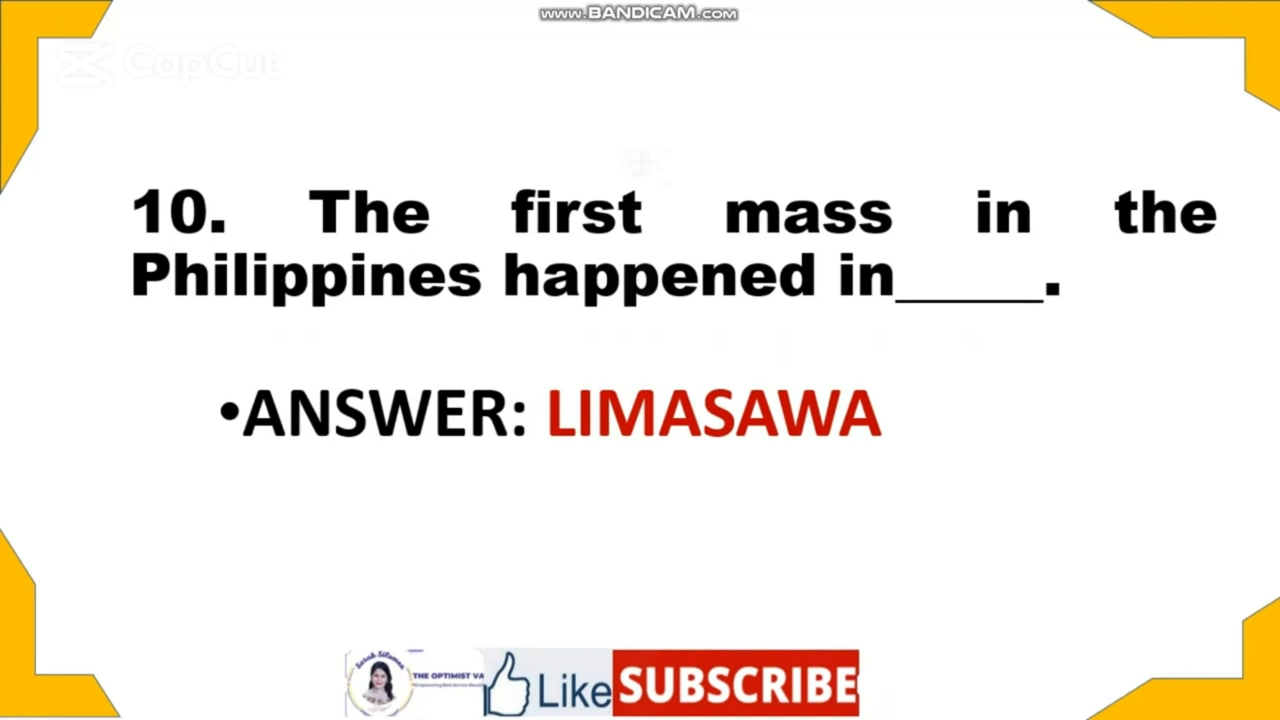 www.BANDICAM.com
CapCut
10. The first mass in the
Philippines happened in_____.
•ANSWER: LIMASAWA
THE OPTIMIST VA
Like
SUBSCRIBE